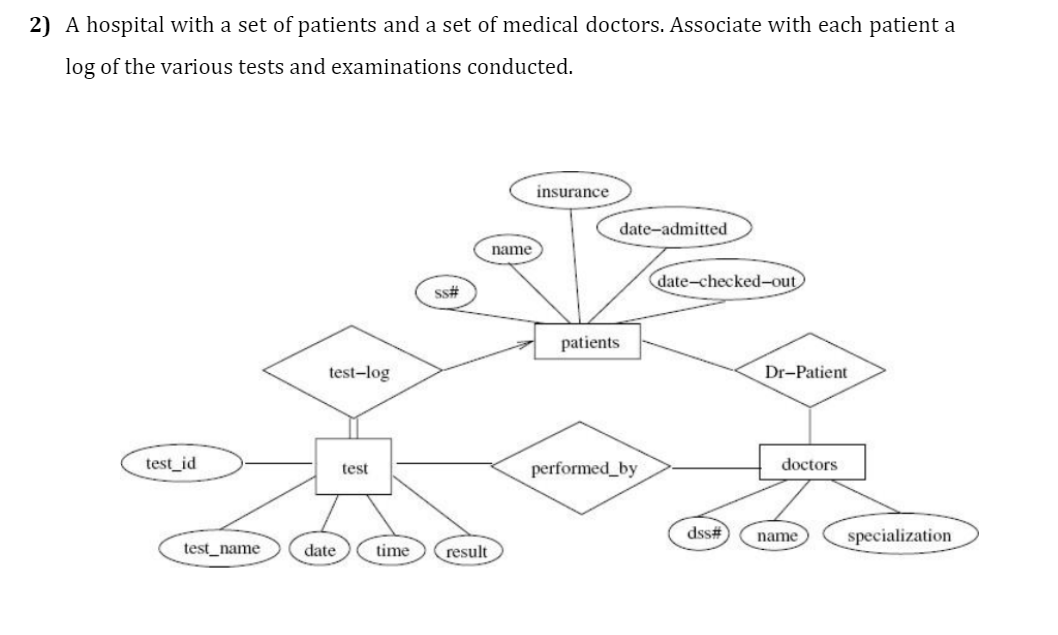 2) A hospital with a set of patients and a set of medical doctors. Associate with each patient a
log of the various tests and examinations conducted.
insurance
date–admitted
name
date–checked–out
ss#
patients
test–log
Dr–Patient
test_id
test
performed_by
doctors
test_name
date
time
result
dss#
name
specialization